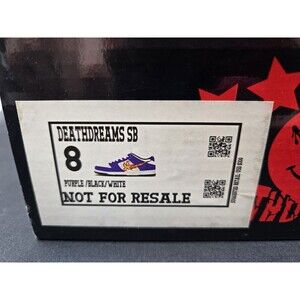 DEATHDREAMS SB
8
PURPLE /BLACK/WHITE
NOT FOR RESALE